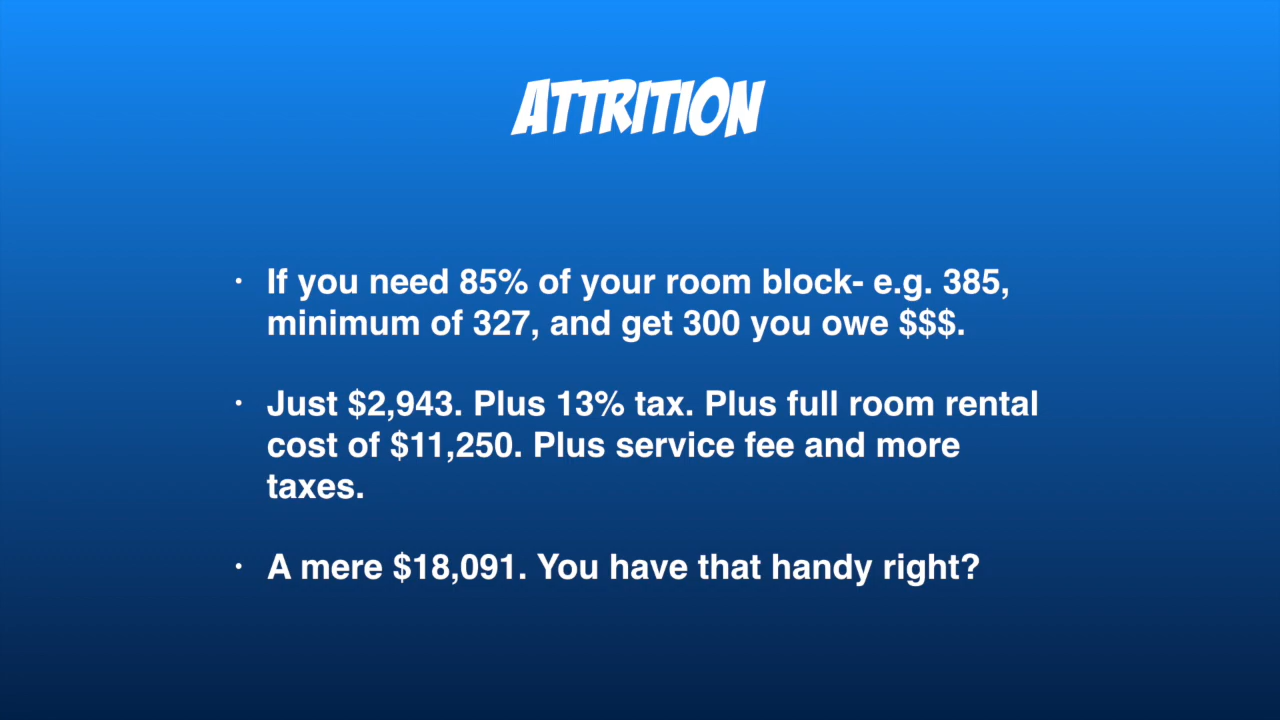 ATTRITION
• If you need 85% of your room block- e.g. 385,
minimum of 327, and get 300 you owe $$$.
• Just $2,943. Plus 13% tax. Plus full room rental
cost of $11,250. Plus service fee and more
taxes.
• A mere $18,091. You have that handy right?